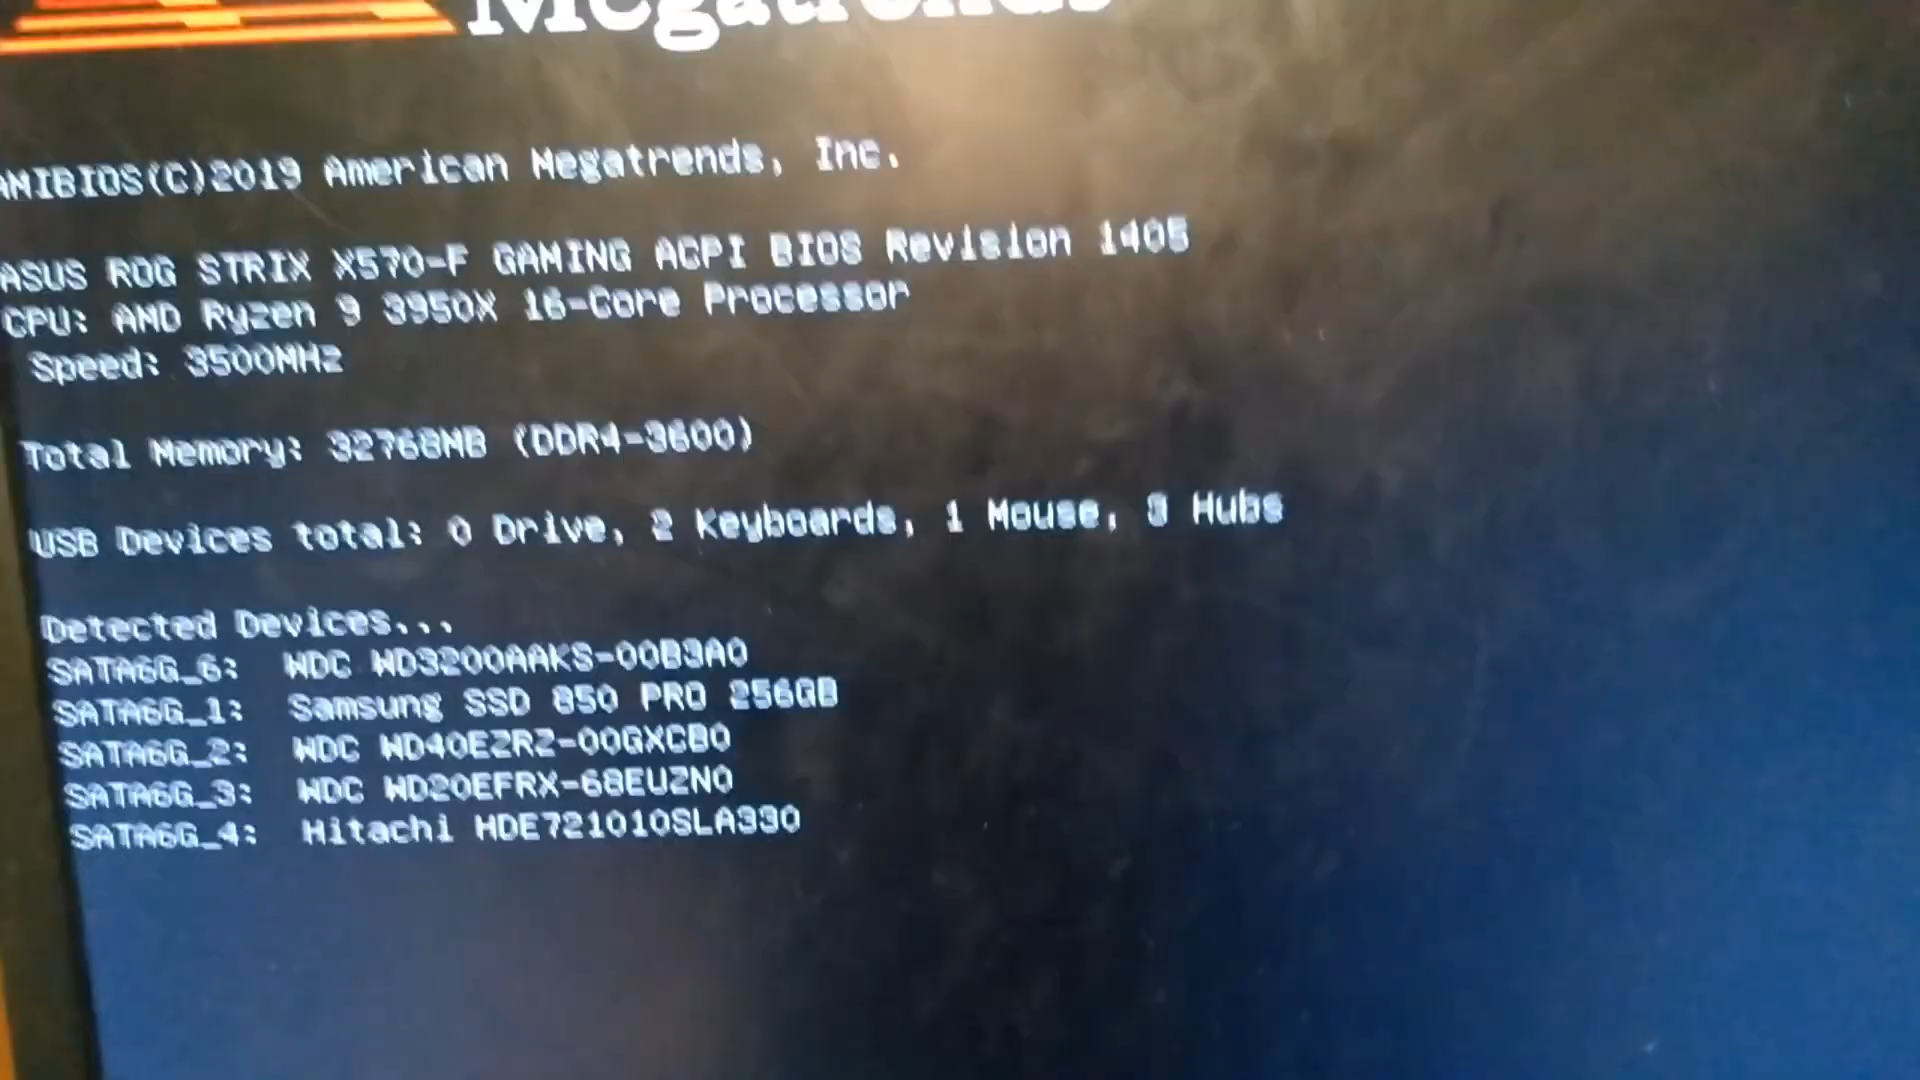 Megatrends
AMIBIOS(C)2019 American Megatrends, Inc.
ASUS ROG STRIX X570-F GAMING ACPI BIOS Revision 1405
CPU: AMD Ryzen 9 3950X 16-Core Processor
Speed: 3500MHz
Total Memory: 32768MB (DDR4-3600)
USB Devices total: 0 Drive, 2 Keyboards, 1 Mouse, 3 Hubs
Detected Devices...
SATA6G_6: WDC WD3200AAKS-00B3A0
SATA6G_1: Samsung SSD 850 PRO 256GB
SATA6G_2: WDC WD40EZRZ-00GXCB0
SATA6G_3: WDC WD20EFRX-68EUZN0
SATA6G_4: Hitachi HDE721010SLA330